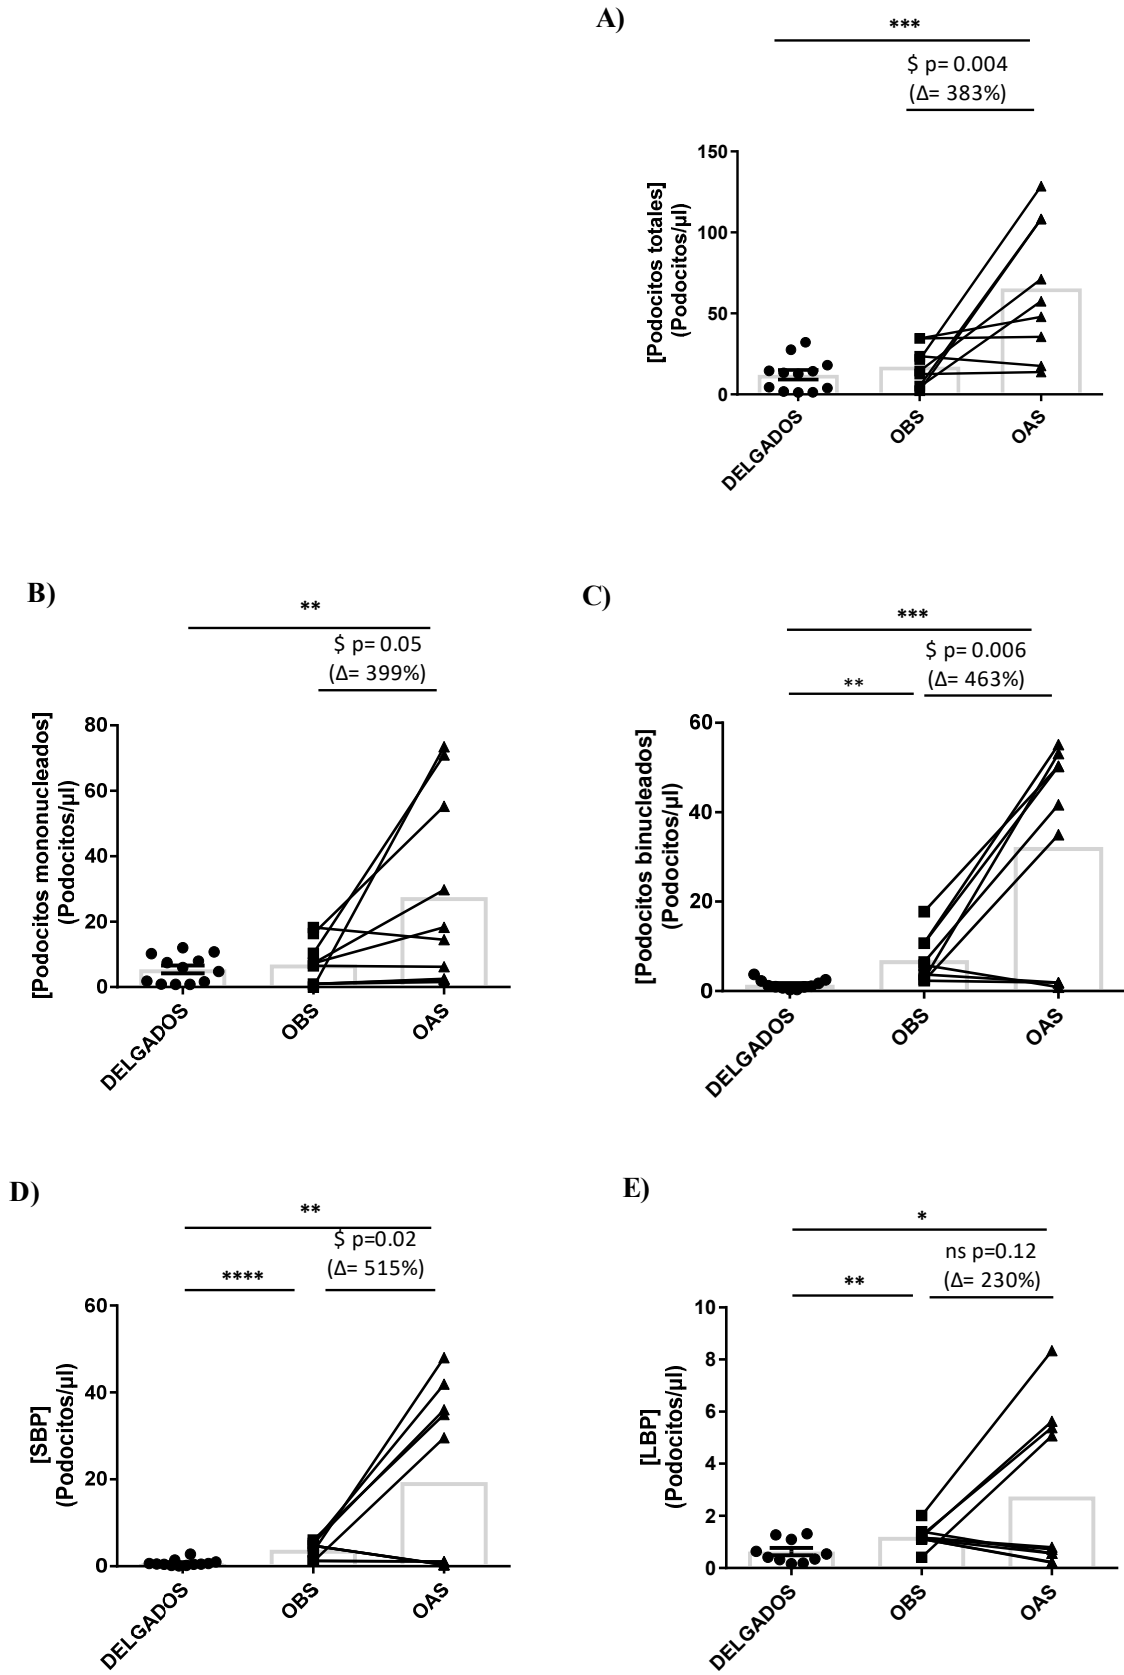 A)
***
$ p= 0.004
(Δ= 383%)
[Podocitos totales]
(Podocitos/µl)
150
100
50
0
DELGADOS
OBS
OAS
B)
**
$ p= 0.05
(Δ= 399%)
[Podocitos mononucleados]
(Podocitos/µl)
80
60
40
20
0
DELGADOS
OBS
OAS
C)
***
$ p= 0.006
(Δ= 463%)
**
[Podocitos binucleados]
(Podocitos/µl)
60
40
20
0
DELGADOS
OBS
OAS
D)
**
$ p=0.02
(Δ= 515%)
****
[SBP]
(Podocitos/µl)
60
40
20
0
DELGADOS
OBS
OAS
E)
*
ns p=0.12
(Δ= 230%)
**
[LBP]
(Podocitos/µl)
10
8
6
4
2
0
DELGADOS
OBS
OAS